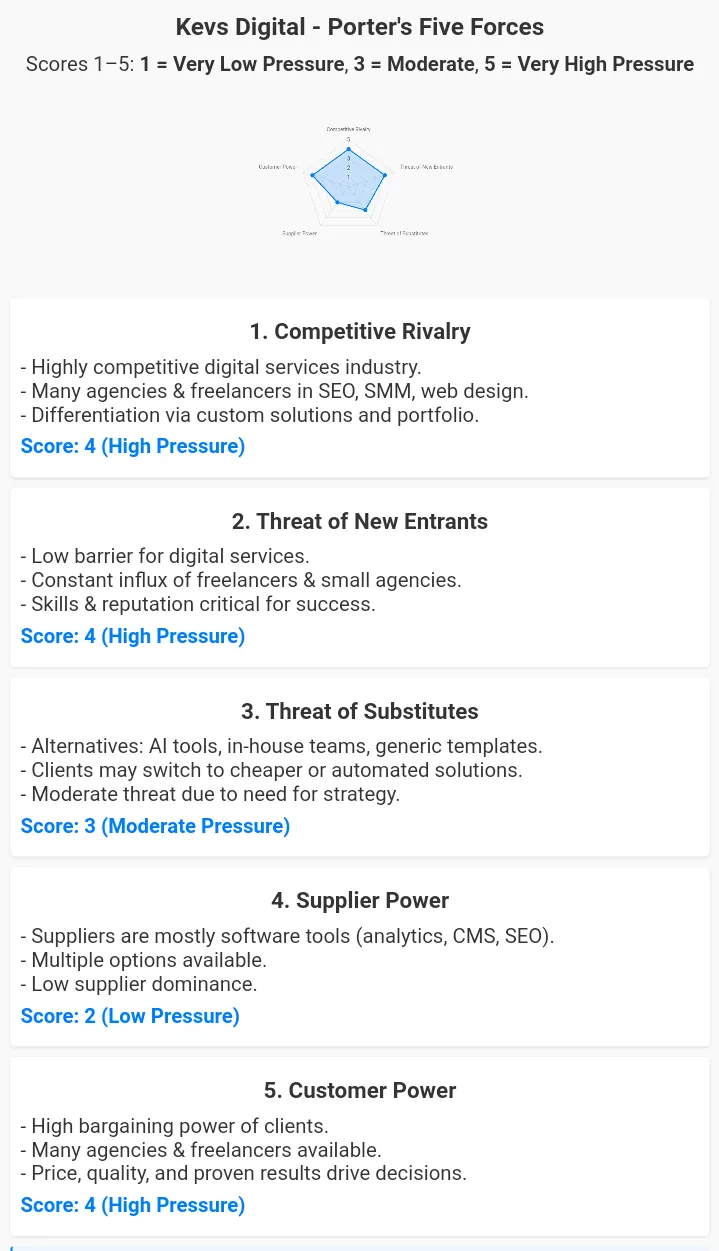 Kevs Digital - Porter's Five Forces
Scores 1–5: 1 = Very Low Pressure, 3 = Moderate, 5 = Very High Pressure
Competitive Rivalry
5
3
2
1
Customer Power
Threat of New Entrants
Supplier Power
Threat of Substitutes
1. Competitive Rivalry
- Highly competitive digital services industry.
- Many agencies & freelancers in SEO, SMM, web design.
- Differentiation via custom solutions and portfolio.
Score: 4 (High Pressure)
2. Threat of New Entrants
- Low barrier for digital services.
- Constant influx of freelancers & small agencies.
- Skills & reputation critical for success.
Score: 4 (High Pressure)
3. Threat of Substitutes
- Alternatives: AI tools, in-house teams, generic templates.
- Clients may switch to cheaper or automated solutions.
- Moderate threat due to need for strategy.
Score: 3 (Moderate Pressure)
4. Supplier Power
- Suppliers are mostly software tools (analytics, CMS, SEO).
- Multiple options available.
- Low supplier dominance.
Score: 2 (Low Pressure)
5. Customer Power
- High bargaining power of clients.
- Many agencies & freelancers available.
- Price, quality, and proven results drive decisions.
Score: 4 (High Pressure)